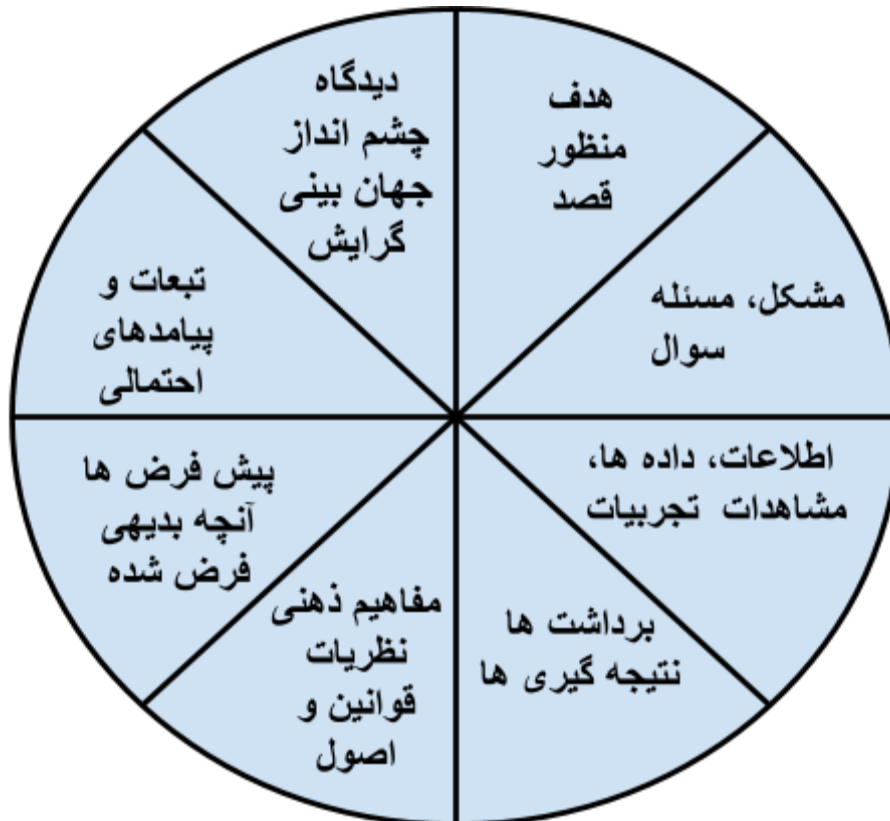 هدف
منظور
قصد
مشکل، مسئله
سوال
اطلاعات، داده ها،
مشاهدات تجربیات
برداشت ها
نتیجه گیری ها
مفاهیم ذهنی
نظریات
قوانین و
اصول
پیش فرض ها
آنچه بدیهی
فرض شده
تبعات و
پیامدهای
احتمالی
دیدگاه
چشم انداز
جهان بینی
گرایش